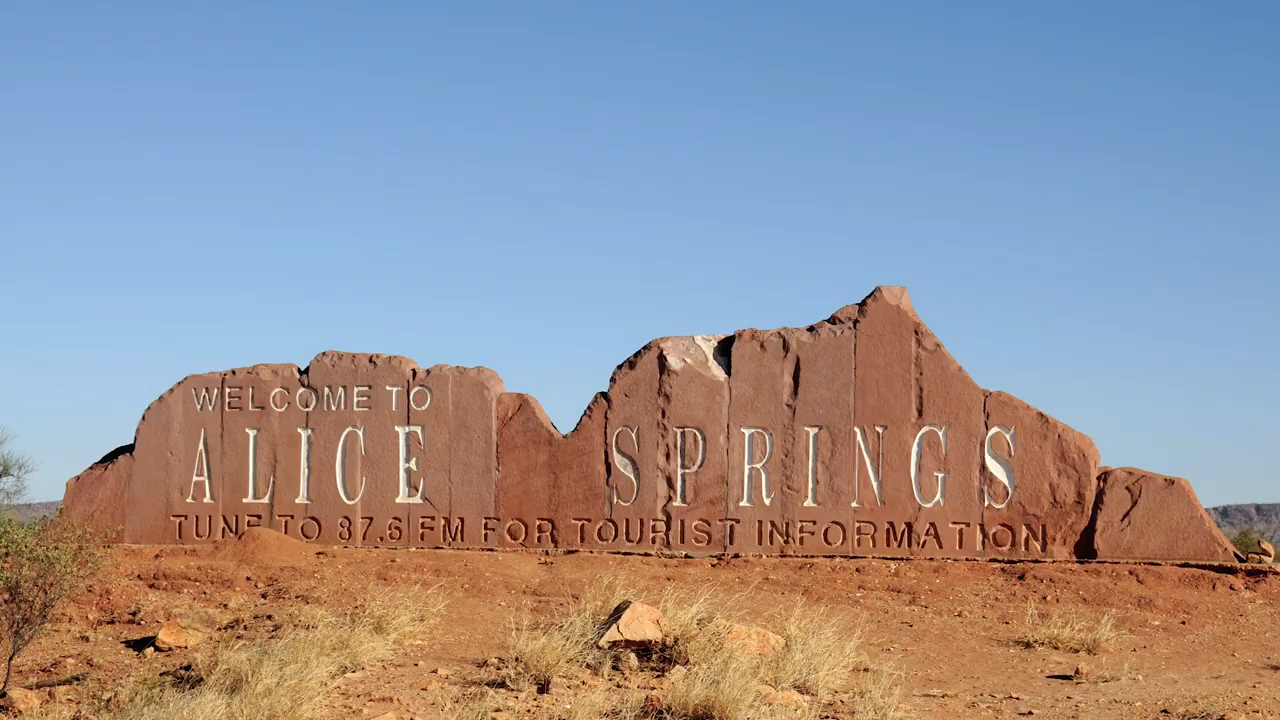 WELCOME TO
ALICE SPRINGS
TUNE TO 87.6 FM FOR TOURIST INFORMATION